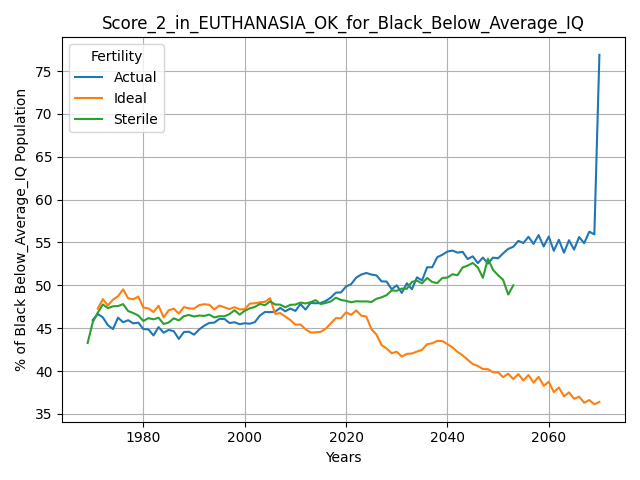 Score_2_in_EUTHANASIA_OK_for_Black_Below_Average_IQ
Fertility
Actual
Ideal
Sterile
% of Black Below_Average_IQ Population
75
70
65
60
55
50
45
40
35
1980
2000
2020
2040
2060
Years